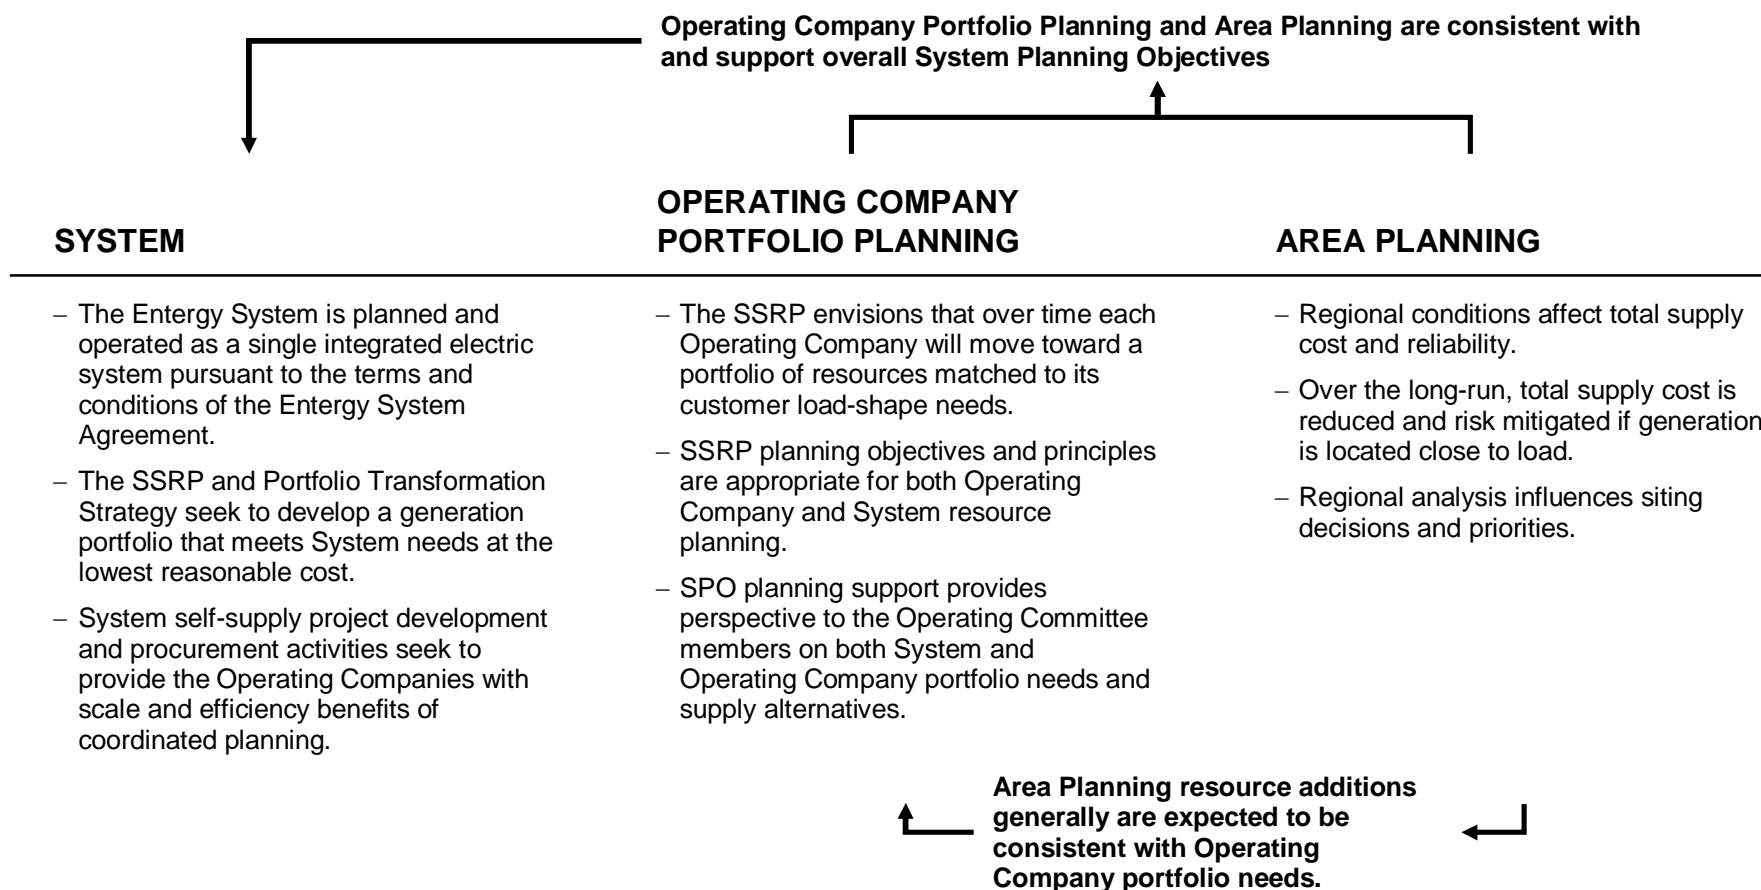 Operating Company Portfolio Planning and Area Planning are consistent with
and support overall System Planning Objectives
SYSTEM
– The Entergy System is planned and
operated as a single integrated electric
system pursuant to the terms and
conditions of the Entergy System
Agreement.
– The SSRP and Portfolio Transformation
Strategy seek to develop a generation
portfolio that meets System needs at the
lowest reasonable cost.
– System self-supply project development
and procurement activities seek to
provide the Operating Companies with
scale and efficiency benefits of
coordinated planning.
OPERATING COMPANY
PORTFOLIO PLANNING
– The SSRP envisions that over time each
Operating Company will move toward a
portfolio of resources matched to its
customer load-shape needs.
– SSRP planning objectives and principles
are appropriate for both Operating
Company and System resource
planning.
– SPO planning support provides
perspective to the Operating Committee
members on both System and
Operating Company portfolio needs and
supply alternatives.
AREA PLANNING
– Regional conditions affect total supply
cost and reliability.
– Over the long-run, total supply cost is
reduced and risk mitigated if generation
is located close to load.
– Regional analysis influences siting
decisions and priorities.
Area Planning resource additions
generally are expected to be
consistent with Operating
Company portfolio needs.